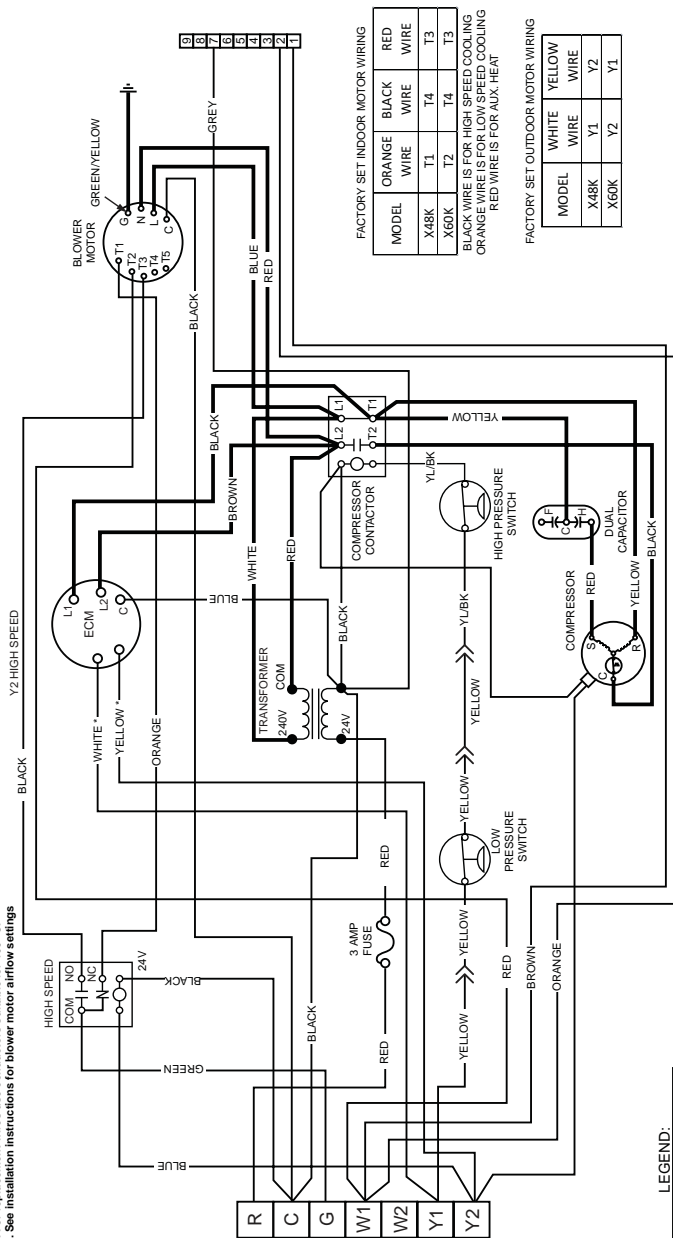 . See installation instructions for blower motor airflow settings
Y2 HIGH SPEED
BLACK
HIGH SPEED
COM
NO
NC
24V
BLACK
GREEN
BLUE
WHITE *
YELLOW *
ORANGE
ECM
L1
L2
C
BLACK
BROWN
BLUE
BLOWER
MOTOR
GREEN/YELLOW
T1
T2
T3
T4
T5
G
N
L
C
BLACK
BLUE
RED
GREY
9
8
7
6
5
4
3
2
1
WHITE
RED
TRANSFORMER
240V
COM
24V
BLACK
BLACK
L2
L1
T2
T1
COMPRESSOR
CONTACTOR
YELLOW
3 AMP
FUSE
RED
RED
YELLOW
YELLOW
LOW
PRESSURE
SWITCH
YELLOW
YELLOW
YL/BK
HIGH PRESSURE
SWITCH
YL/BK
RED
BROWN
ORANGE
COMPRESSOR
S
C
R
RED
YELLOW
BLACK
F
C
H
DUAL
CAPACITOR
R
C
G
W1
W2
Y1
Y2
FACTORY SET INDOOR MOTOR WIRING
MODEL ORANGE WIRE BLACK WIRE RED WIRE
X48K T1 T4 T3
X60K T2 T4 T3
BLACK WIRE IS FOR HIGH SPEED COOLING
ORANGE WIRE IS FOR LOW SPEED COOLING
RED WIRE IS FOR AUX. HEAT
FACTORY SET OUTDOOR MOTOR WIRING
MODEL WHITE WIRE YELLOW WIRE
X48K Y1 Y2
X60K Y2 Y1
LEGEND: